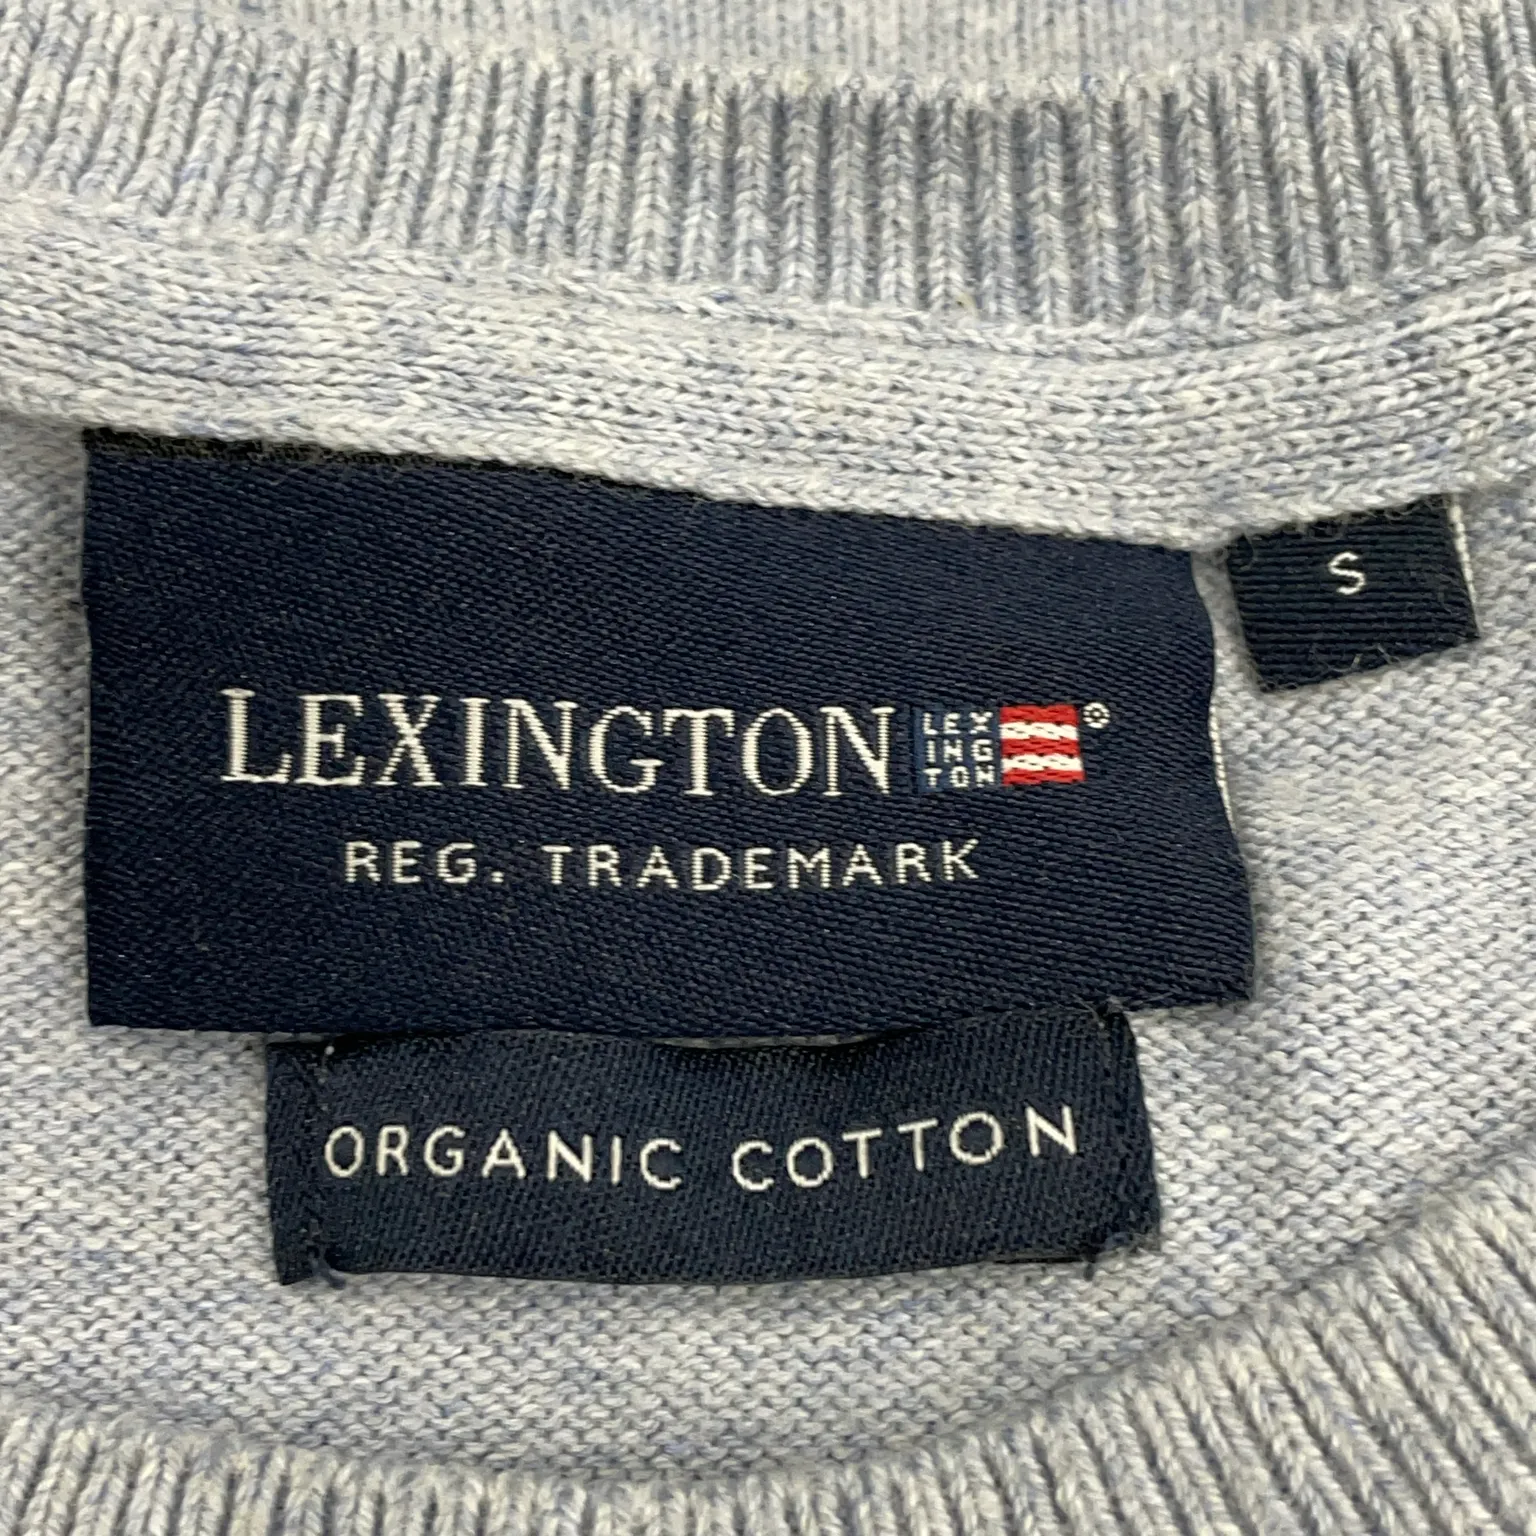 LEXINGTON LEX ING TON ®
REG. TRADEMARK
ORGANIC COTTON
S